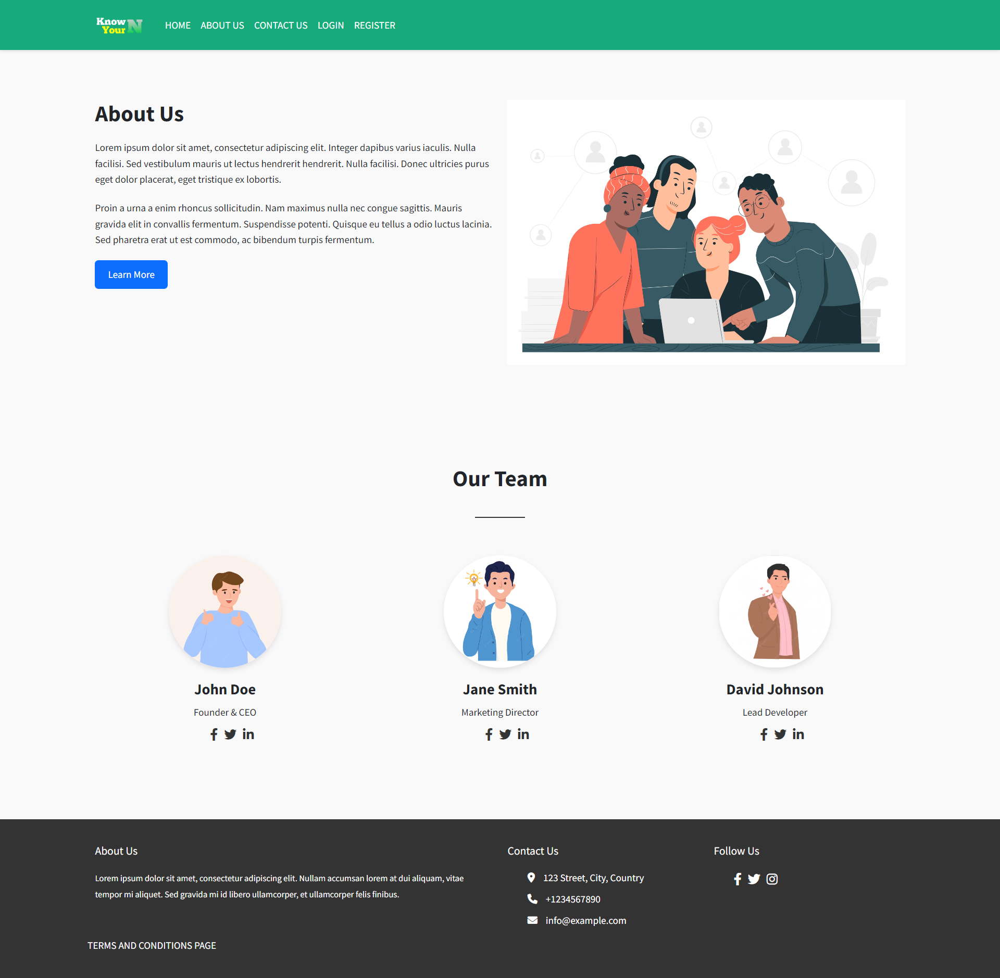 Know
Your N
HOME ABOUT US CONTACT US LOGIN REGISTER
About Us
Lorem ipsum dolor sit amet, consectetur adipiscing elit. Integer dapibus varius iaculis. Nulla
facilisi. Sed vestibulum mauris ut lectus hendrerit hendrerit. Nulla facilisi. Donec ultricies purus
eget dolor placerat, eget tristique ex lobortis.
Proin a urna a enim rhoncus sollicitudin. Nam maximus nulla nec congue sagittis. Mauris
gravida elit in convallis fermentum. Suspendisse potenti. Quisque eu tellus a odio luctus lacinia.
Sed pharetra erat ut est commodo, ac bibendum turpis fermentum.
Learn More
Our Team
John Doe
Founder & CEO
Jane Smith
Marketing Director
David Johnson
Lead Developer
About Us
Lorem ipsum dolor sit amet, consectetur adipiscing elit. Nullam accumsan lorem at dui aliquam, vitae
tempor mi aliquet. Sed gravida mi id libero ullamcorper, et ullamcorper felis finibus.
Contact Us
123 Street, City, Country
+1234567890
info@example.com
Follow Us
TERMS AND CONDITIONS PAGE